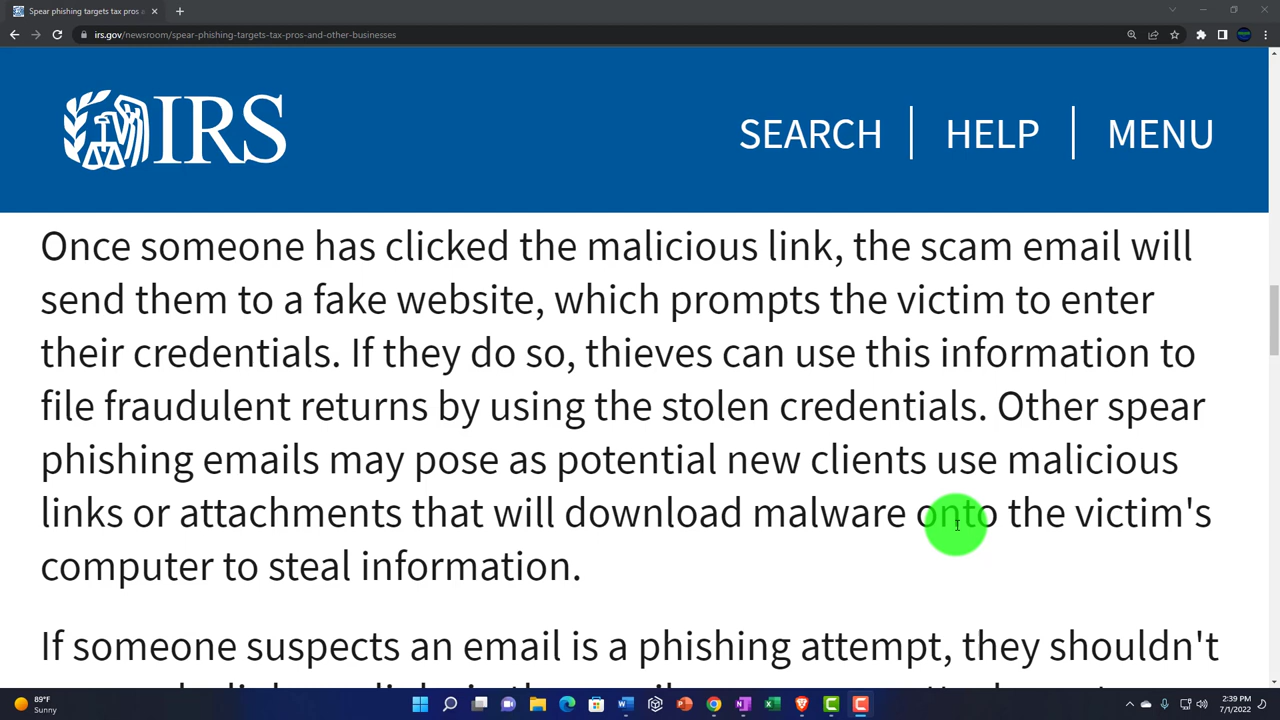 Spear phishing targets tax pros a
irs.gov/newsroom/spear-phishing-targets-tax-pros-and-other-businesses
IRS
SEARCH HELP MENU
Once someone has clicked the malicious link, the scam email will
send them to a fake website, which prompts the victim to enter
their credentials. If they do so, thieves can use this information to
file fraudulent returns by using the stolen credentials. Other spear
phishing emails may pose as potential new clients use malicious
links or attachments that will download malware onto the victim's
computer to steal information.
If someone suspects an email is a phishing attempt, they shouldn't
89°F
Sunny
2:39 PM
7/1/2022